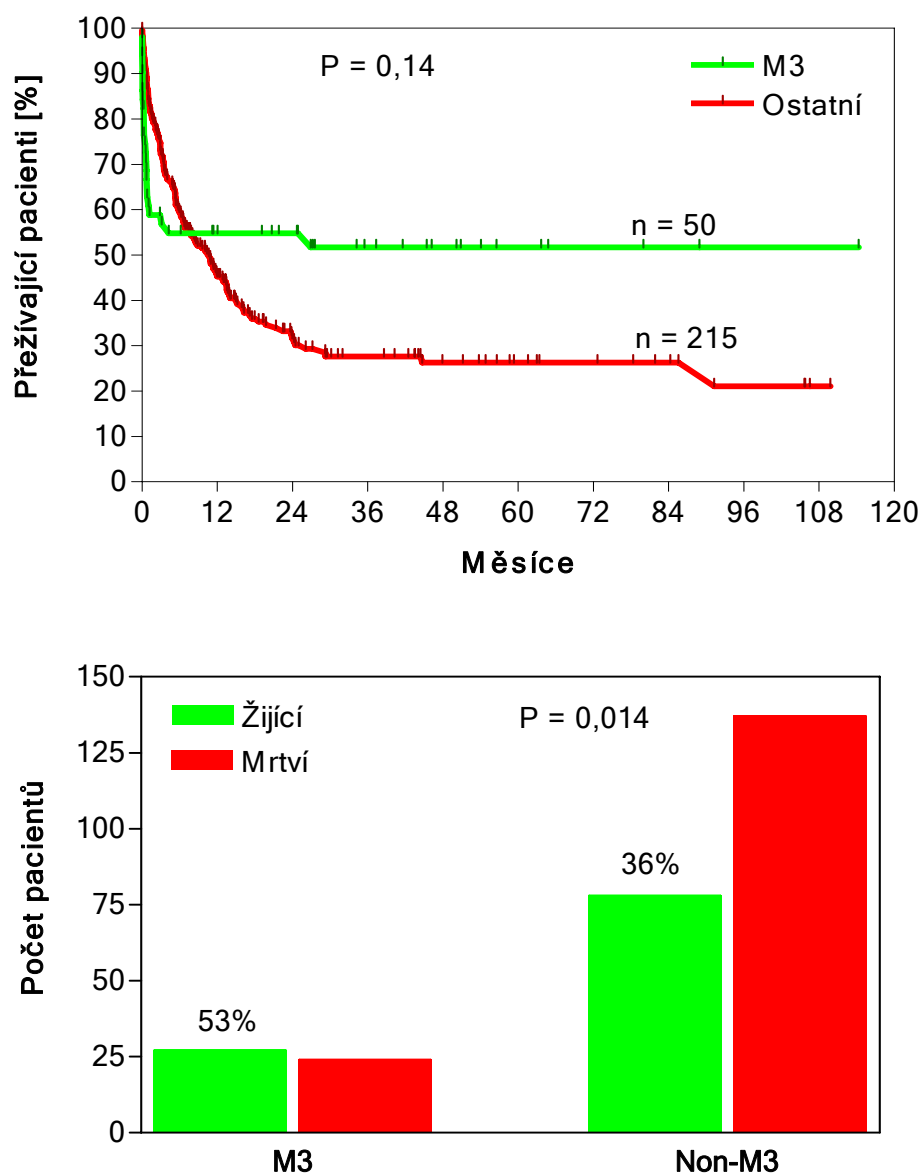 Přežívající pacienti [%]
100
90
80
70
60
50
40
30
20
10
0
P = 0,14
M3
Ostatní
n = 50
n = 215
0 12 24 36 48 60 72 84 96 108 120
Měsíce
Počet pacientů
150
125
100
75
50
25
0
Žijící
Mrtví
P = 0,014
53%
36%
M3 Non-M3